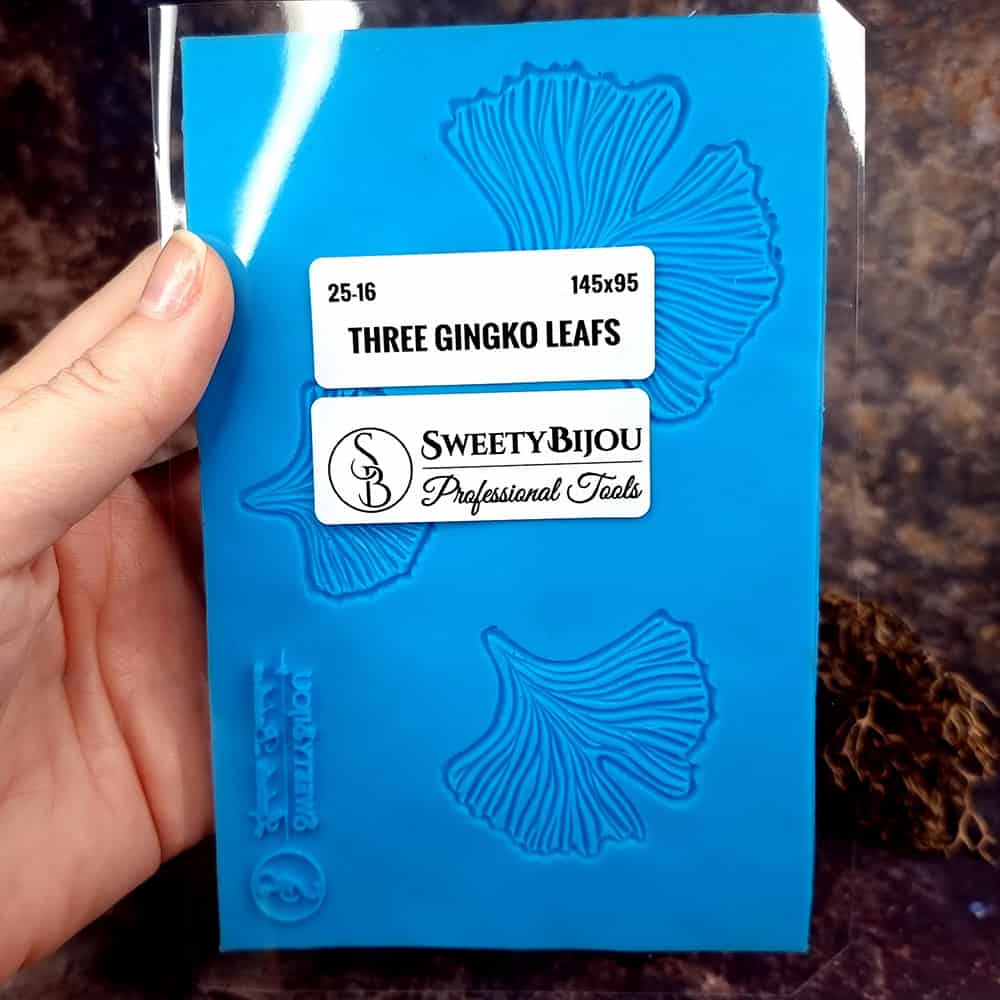 25-16 145x95
THREE GINGKO LEAFS
SB
SWEETYBIJOU
Professional Tools